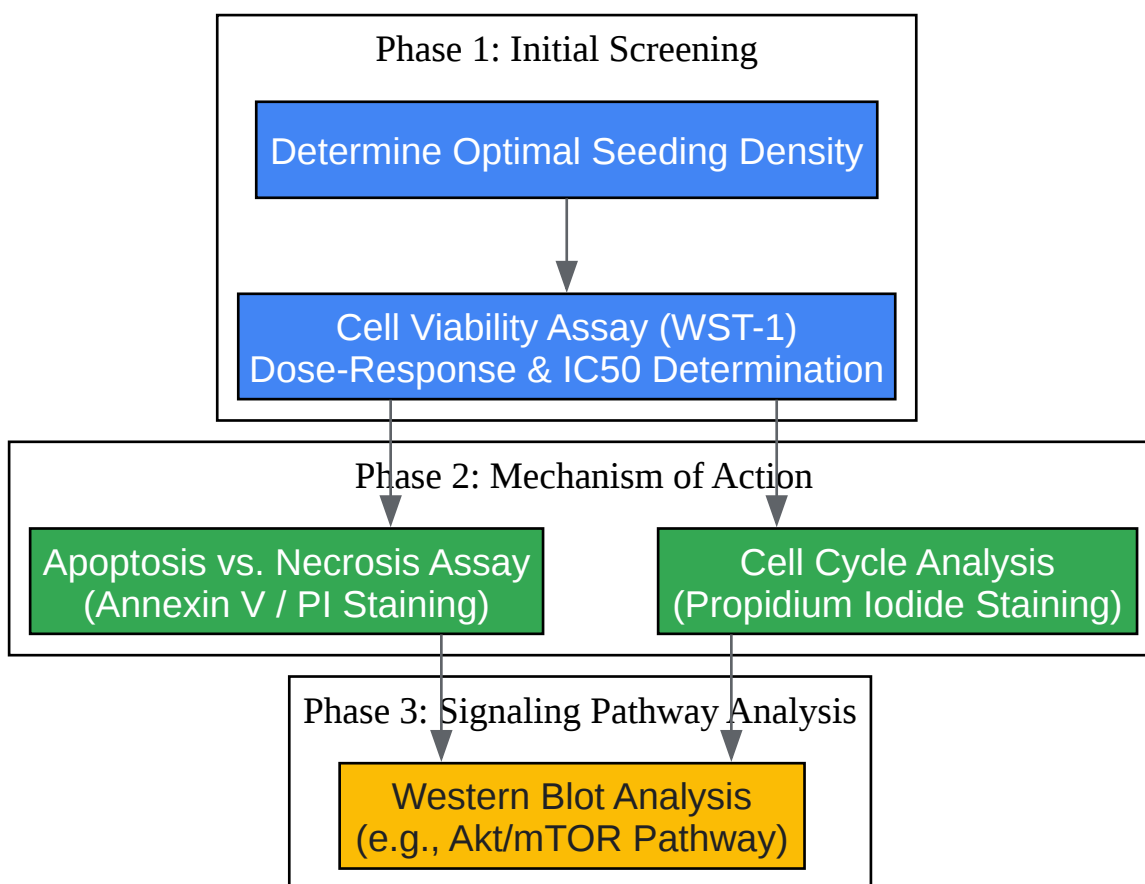 Phase 1: Initial Screening
Determine Optimal Seeding Density
Cell Viability Assay (WST-1)
Dose-Response & IC50 Determination
Phase 2: Mechanism of Action
Apoptosis vs. Necrosis Assay
(Annexin V / PI Staining)
Cell Cycle Analysis
(Propidium Iodide Staining)
Phase 3: Signaling Pathway Analysis
Western Blot Analysis
(e.g., Akt/mTOR Pathway)